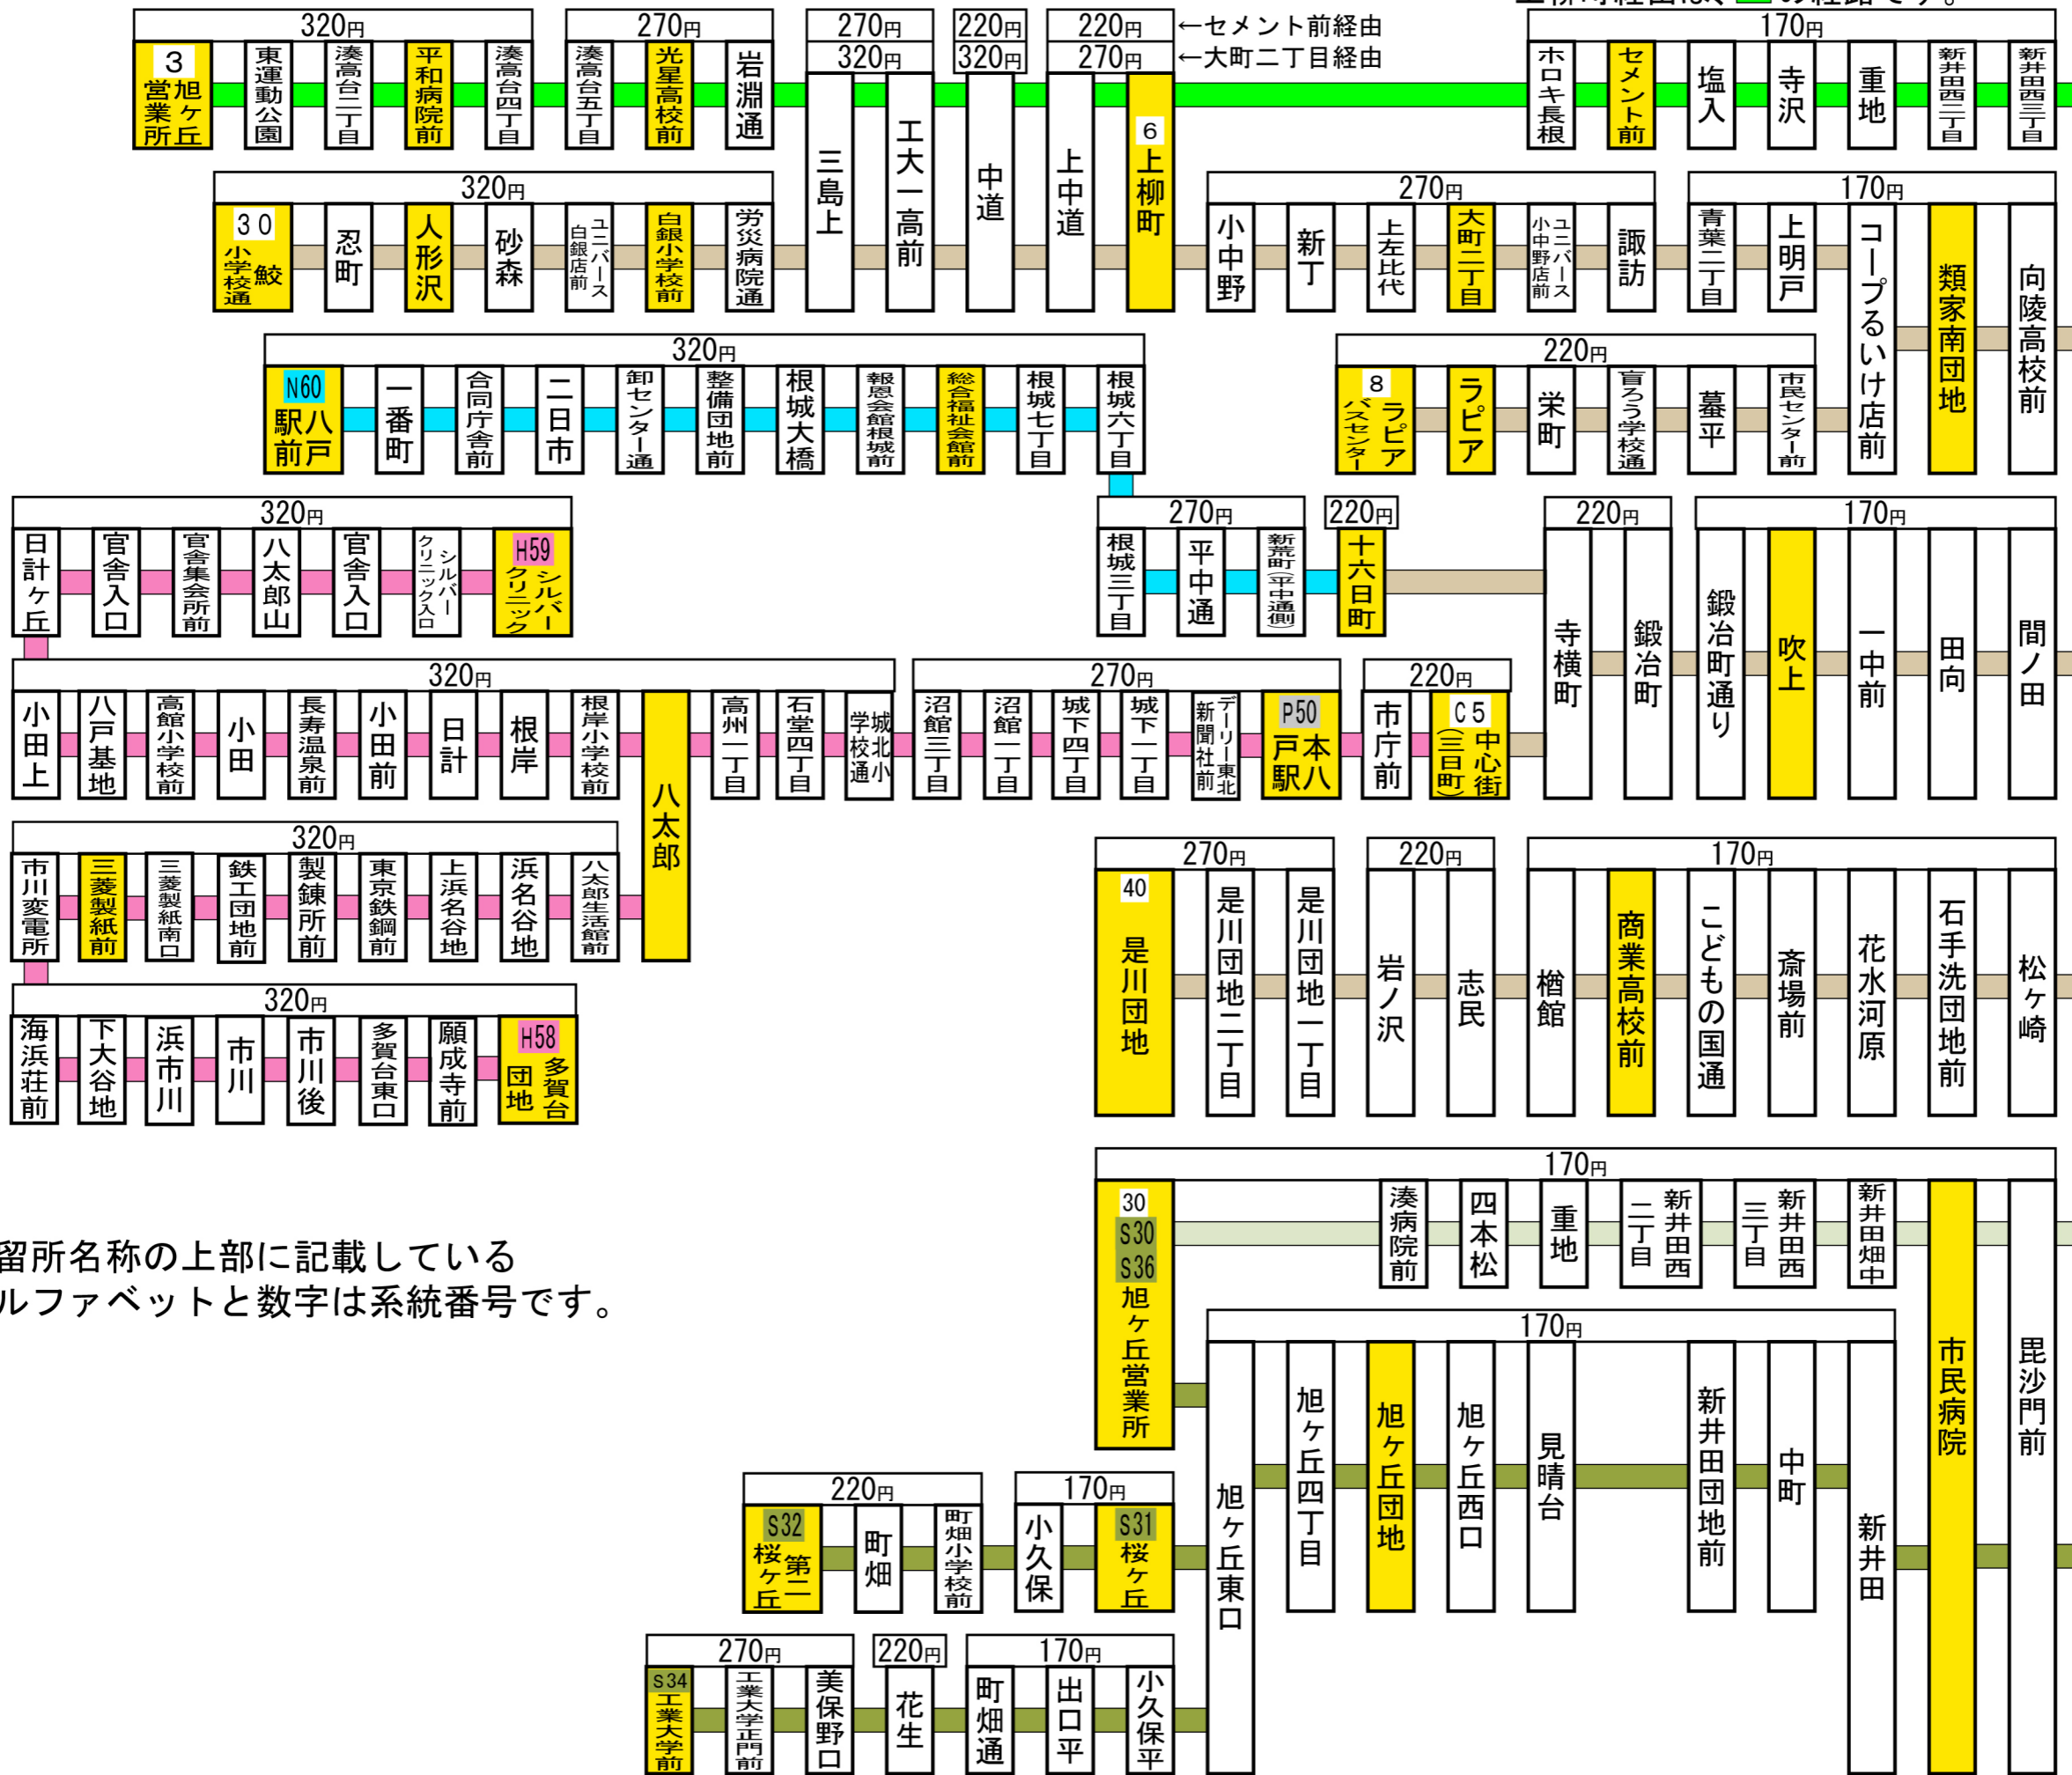 320円
270円
270円
220円
220円
←セメント前経由
320円
320円
270円
←大町二丁目経由
170円
3
旭ヶ丘
営業所
東運動公園
湊高台二丁目
平和病院前
湊高台四丁目
湊高台五丁目
光星高校前
岩淵通
三島上
工大一高前
中道
上中道
6
上柳町
ホロキ長根
セメント前
塩入
寺沢
重地
新井田西二丁目
新井田西三丁目
320円
270円
170円
30
鮫
小学校通
忍町
人形沢
砂森
ユニバース
白銀店前
白銀小学校前
労災病院通
小中野
新丁
上左比代
大町二丁目
ユニバース
小中野店前
諏訪
青葉二丁目
上明戸
コープるいけ店前
類家南団地
向陵高校前
320円
220円
N60
八戸
駅前
一番町
合同庁舎前
二日市
卸センター通
整備団地前
根城大橋
報恩会館根城前
総合福祉会館前
根城七丁目
根城六丁目
8
ラピア
バスセンター
ラピア
栄町
盲ろう学校通
墓平
市民センター前
320円
270円
220円
220円
170円
日計ヶ丘
官舎入口
官舎集会所前
八太郎山
官舎入口
シルバー
クリニック入口
H59
シルバー
クリニック
根城三丁目
平中通
新荒町(平中通側)
十六日町
寺横町
鍛冶町
鍛冶町通り
吹上
一中前
田向
間ノ田
320円
270円
220円
小田上
八戸基地
高館小学校前
小田
長寿温泉前
小田前
日計
根岸
根岸小学校前
八太郎
高州一丁目
石堂四丁目
城北小
学校通
沼館三丁目
沼館一丁目
城下四丁目
城下一丁目
デーリー東北
新聞社前
P50
本八
戸駅
市庁前
C5
中心街
(三日町)
320円
270円
220円
170円
市川変電所
三菱製紙前
三菱製紙南口
鉄工団地前
製錬所前
東京鉄鋼前
上浜名谷地
浜名谷地
八太郎生活館前
40
是川団地
是川団地二丁目
是川団地一丁目
岩ノ沢
志民
楢館
商業高校前
こどもの国通
斎場前
花水河原
石手洗団地前
松ヶ崎
320円
海浜荘前
下大谷地
浜市川
市川
市川後
多賀台東口
願成寺前
H58
多賀台
団地
170円
30
S30
S36
旭ヶ丘営業所
湊病院前
四本松
重地
新井田西
二丁目
新井田西
三丁目
新井田畑中
市民病院
毘沙門前
留所名称の上部に記載している
ルファベットと数字は系統番号です。
170円
旭ヶ丘東口
旭ヶ丘四丁目
旭ヶ丘団地
旭ヶ丘西口
見晴台
新井田団地前
中町
新井田
220円
170円
S32
第二
桜ヶ丘
町畑
町畑小学校前
小久保
S31
桜ヶ丘
270円
220円
170円
S34
工業大学前
工業大学正門前
美保野口
花生
町畑通
出口平
小久保平